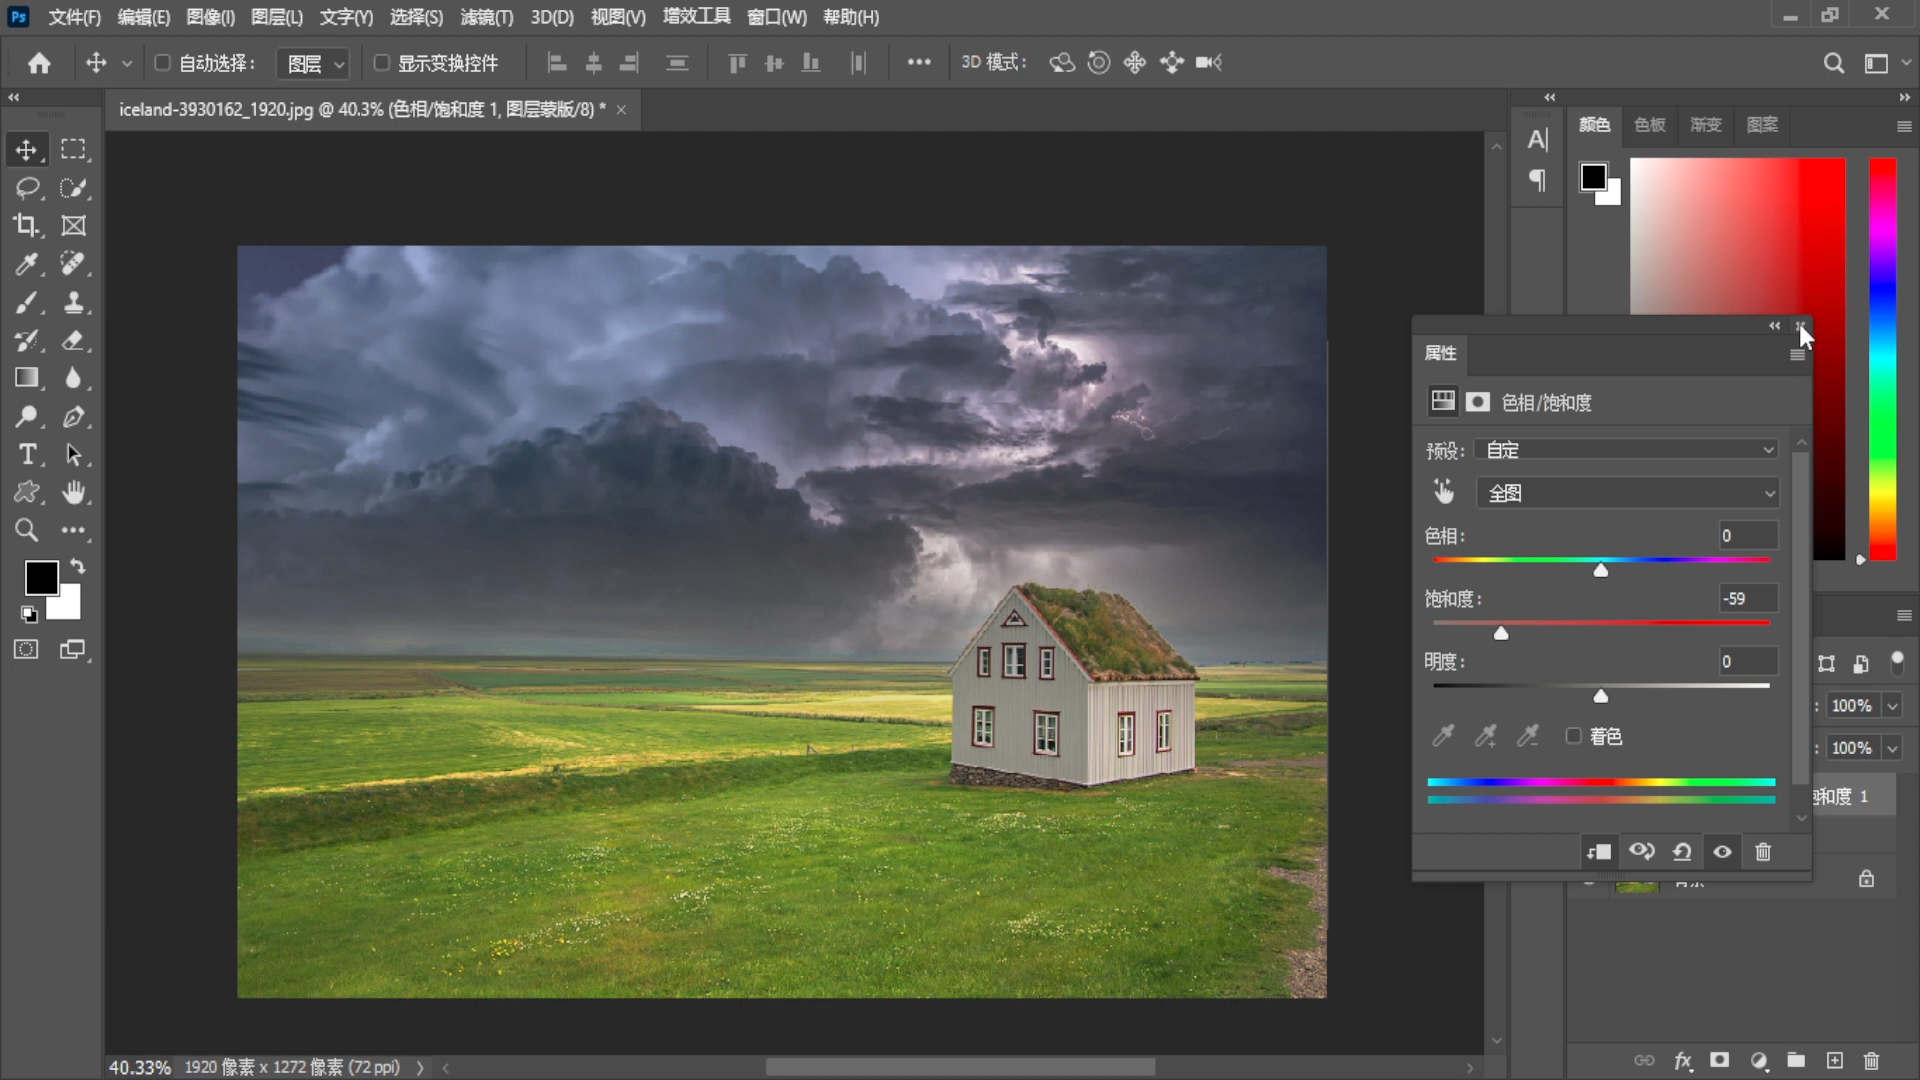 Ps 文件(F) 编辑(E) 图像(I) 图层(L) 文字(Y) 选择(S) 滤镜(T) 3D(D) 视图(V) 增效工具 窗口(W) 帮助(H)
自动选择： 图层 显示变换控件 3D 模式：
iceland-3930162_1920.jpg @ 40.3% (色相/饱和度 1, 图层蒙版/8) *
颜色 色板 渐变 图案
属性
色相/饱和度
预设： 自定
全图
色相： 0
饱和度： -59
明度： 0
着色
: 100%
: 100%
饱和度 1
背景
40.33% 1920 像素 x 1272 像素 (72 ppi)